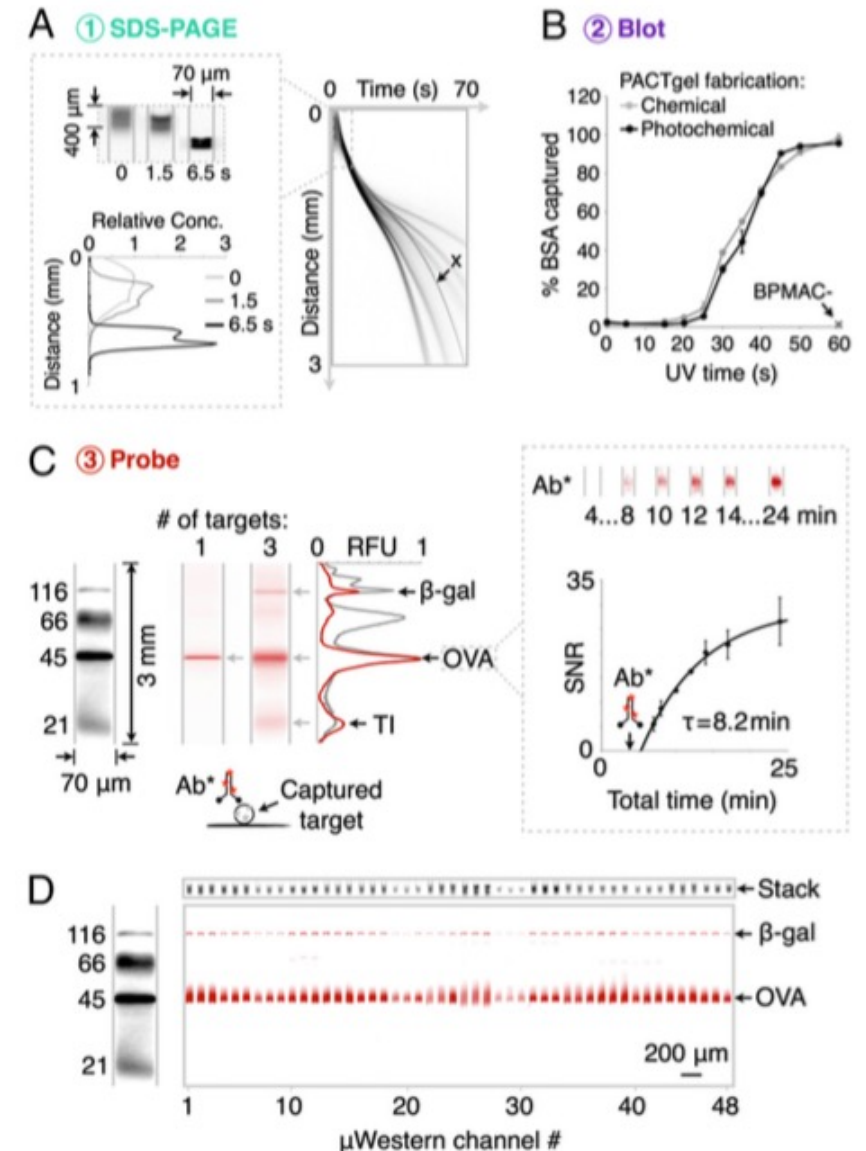 A ① SDS-PAGE
70 µm
400 µm
0 1.5 6.5 s
Relative Conc.
0 1 2 3
0
Distance (mm)
1
0
1.5
6.5 s
0 Time (s) 70
0
Distance (mm)
x
3
B ② Blot
PACTgel fabrication:
Chemical
Photochemical
120
100
80
60
40
20
0
% BSA captured
BPMAC-
0 10 20 30 40 50 60
UV time (s)
C ③ Probe
# of targets:
1 3
0 RFU 1
116
66
45
21
3 mm
70 µm
β-gal
OVA
TI
Ab*
Captured
target
Ab*
4...8 10 12 14...24 min
35
SNR
0
Ab*
τ=8.2min
0 25
Total time (min)
D
Stack
116
66
45
21
β-gal
OVA
200 µm
1 10 20 30 40 48
µWestern channel #